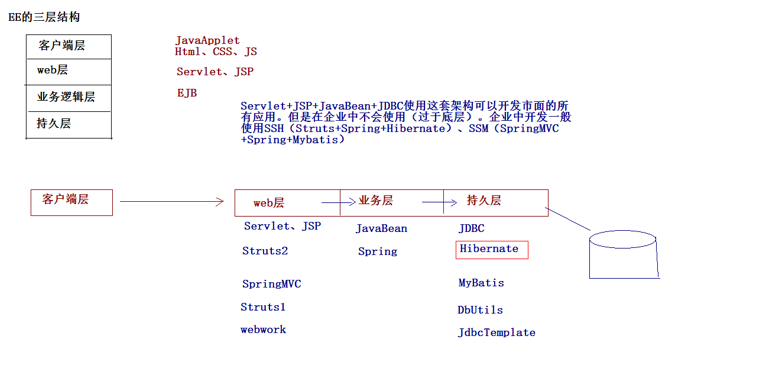 EE的三层结构
客户端层
web层
业务逻辑层
持久层
JavaApplet
Html、CSS、JS
Servlet、JSP
EJB
Servlet+JSP+JavaBean+JDBC使用这套架构可以开发市面的所
有应用。但是在企业中不会使用（过于底层）。企业中开发一般
使用SSH（Struts+Spring+Hibernate）、SSM（SpringMVC
+Spring+Mybatis）
客户端层
web层
业务层
持久层
Servlet、JSP
JavaBean
JDBC
Struts2
Spring
Hibernate
SpringMVC
MyBatis
Struts1
DbUtils
webwork
JdbcTemplate